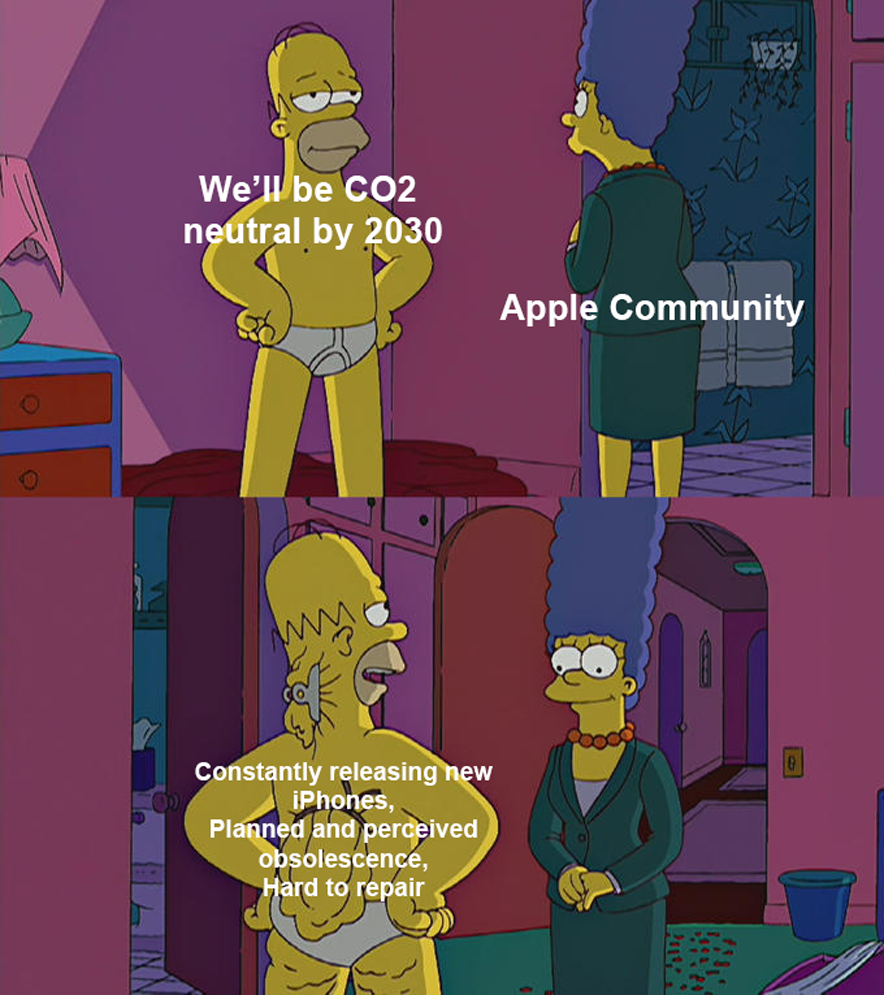 We’ll be CO2
neutral by 2030
Apple Community
Constantly releasing new
iPhones,
Planned and perceived
obsolescence,
Hard to repair